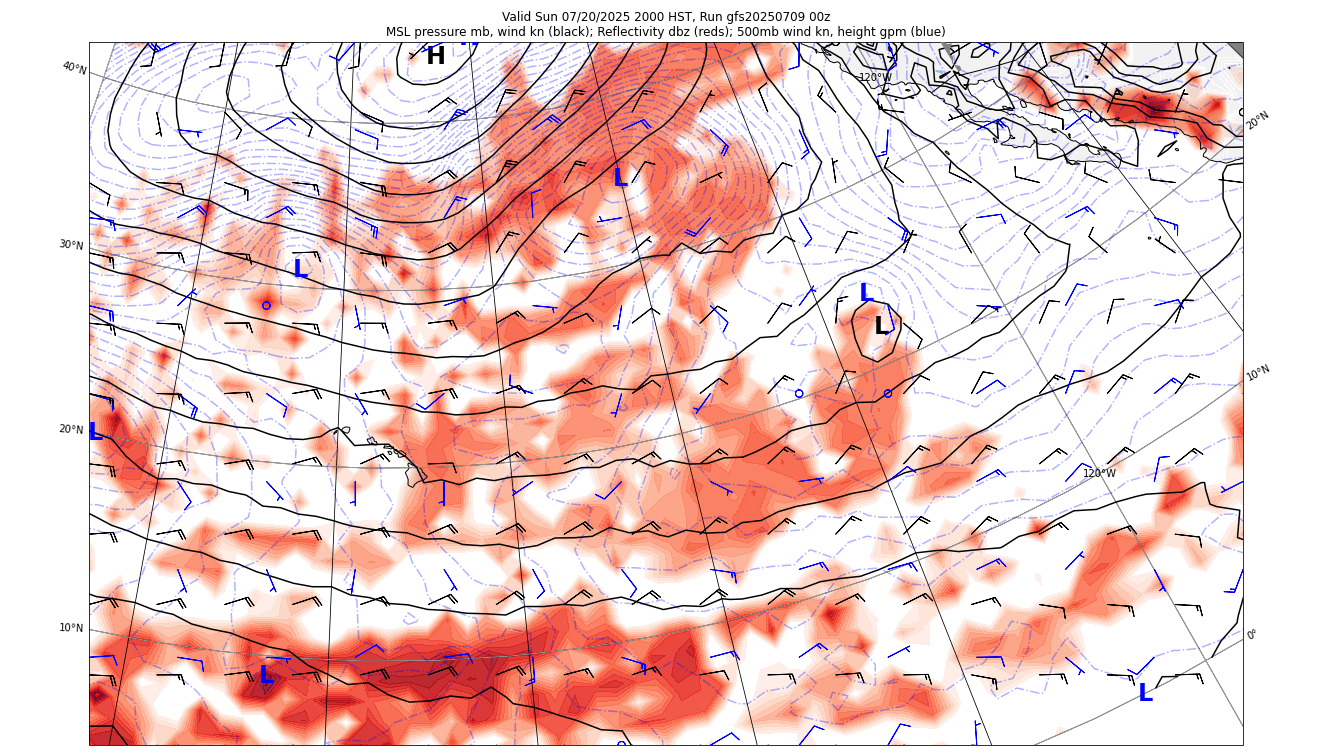 Valid Sun 07/20/2025 2000 HST, Run gfs20250709 00z
MSL pressure mb, wind kn (black); Reflectivity dbz (reds); 500mb wind kn, height gpm (blue)
H
40°N
120°W
20°N
L
30°N
L
L
L
10°N
20°N
L
120°W
10°N
0°
L
L